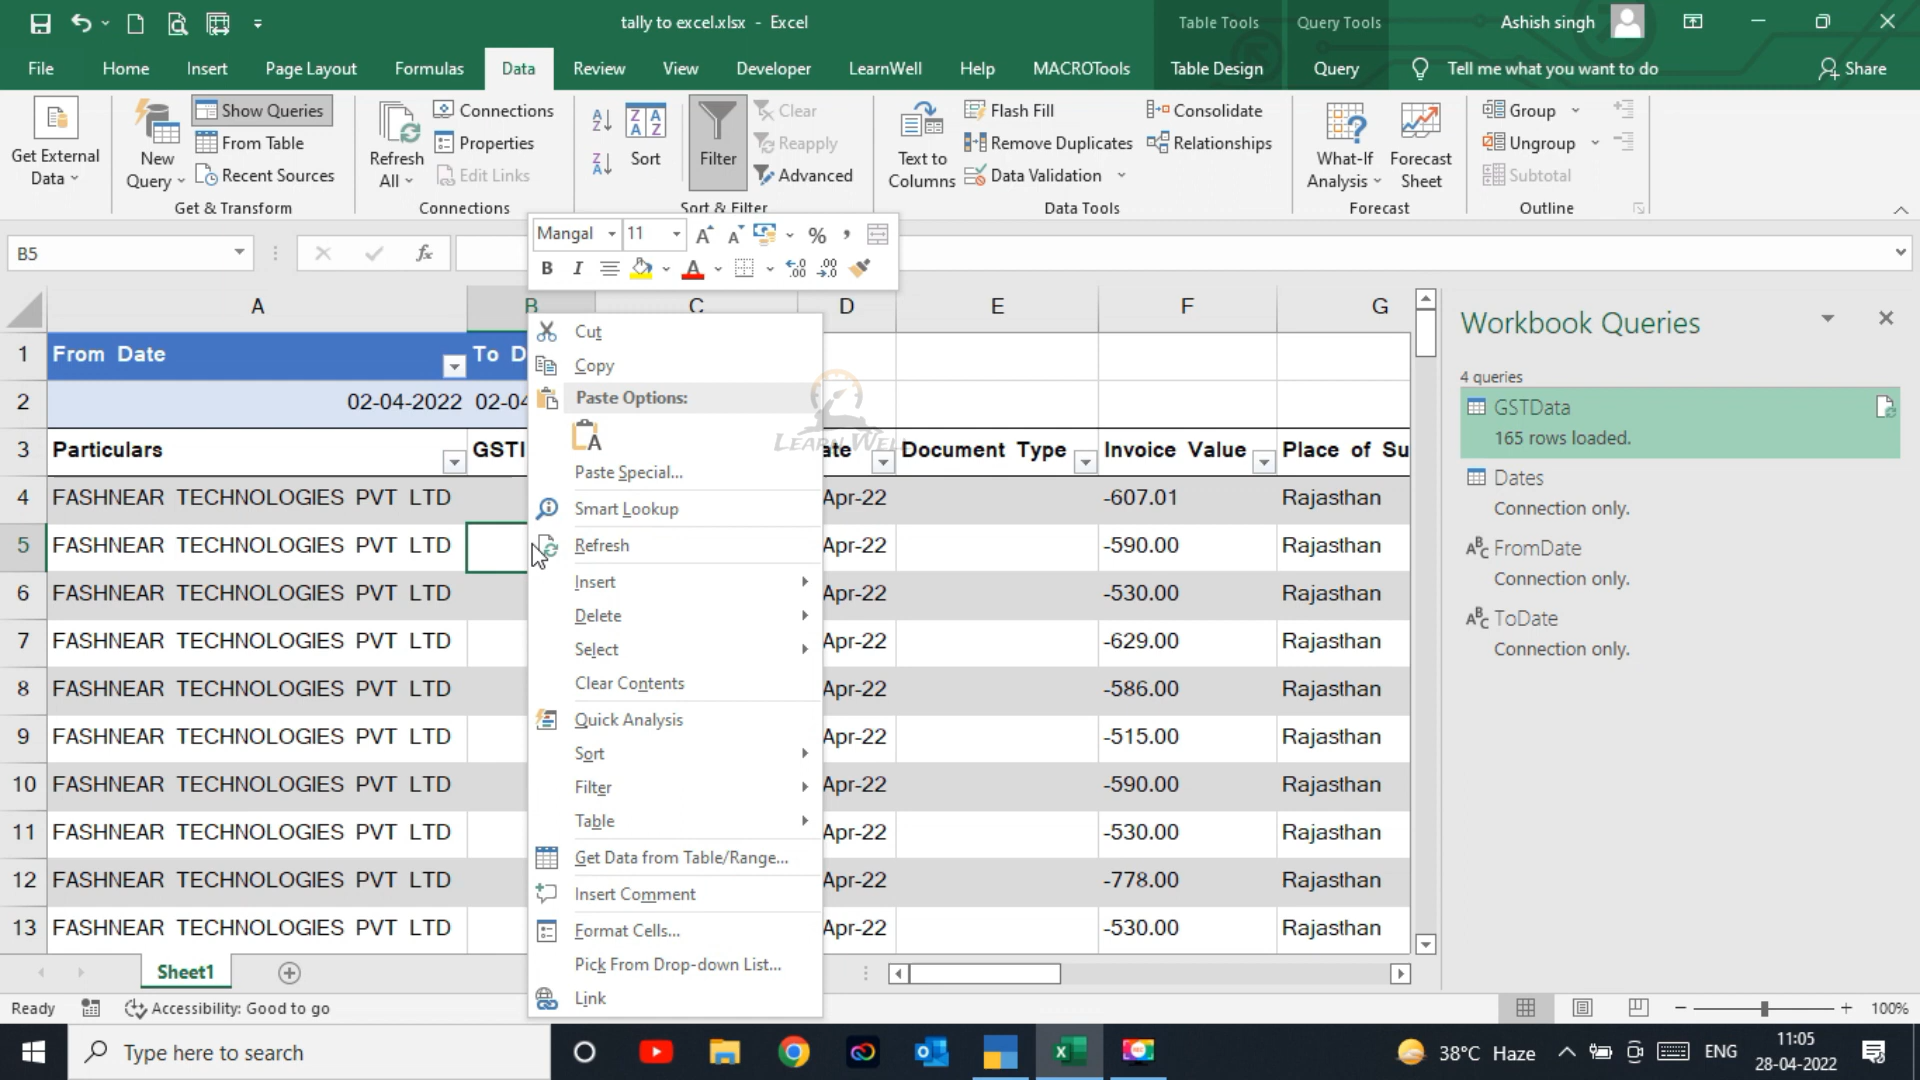 tally to excel.xlsx - Excel
Table Tools
Query Tools
Ashish singh
File
Home
Insert
Page Layout
Formulas
Data
Review
View
Developer
LearnWell
Help
MACROTools
Table Design
Query
Tell me what you want to do
Share
Get External
Data
New
Query
Show Queries
From Table
Recent Sources
Get & Transform
Refresh
All
Connections
Properties
Edit Links
Connections
Sort
Filter
Clear
Reapply
Advanced
Sort & Filter
Text to
Columns
Flash Fill
Remove Duplicates
Data Validation
Consolidate
Relationships
Data Tools
What-If
Analysis
Forecast
Sheet
Forecast
Group
Ungroup
Subtotal
Outline
B5
fx
Mangal
11
A
B I
A B C D E F G
1 From Date To D
2 02-04-2022 02-04
3 Particulars GSTI ate Document Type Invoice Value Place of Su
4 FASHNEAR TECHNOLOGIES PVT LTD Apr-22 -607.01 Rajasthan
5 FASHNEAR TECHNOLOGIES PVT LTD Apr-22 -590.00 Rajasthan
6 FASHNEAR TECHNOLOGIES PVT LTD Apr-22 -530.00 Rajasthan
7 FASHNEAR TECHNOLOGIES PVT LTD Apr-22 -629.00 Rajasthan
8 FASHNEAR TECHNOLOGIES PVT LTD Apr-22 -586.00 Rajasthan
9 FASHNEAR TECHNOLOGIES PVT LTD Apr-22 -515.00 Rajasthan
10 FASHNEAR TECHNOLOGIES PVT LTD Apr-22 -590.00 Rajasthan
11 FASHNEAR TECHNOLOGIES PVT LTD Apr-22 -530.00 Rajasthan
12 FASHNEAR TECHNOLOGIES PVT LTD Apr-22 -778.00 Rajasthan
13 FASHNEAR TECHNOLOGIES PVT LTD Apr-22 -530.00 Rajasthan
LEARNWELL
Cut
Copy
Paste Options:
Paste Special...
Smart Lookup
Refresh
Insert
Delete
Select
Clear Contents
Quick Analysis
Sort
Filter
Table
Get Data from Table/Range...
Insert Comment
Format Cells...
Pick From Drop-down List...
Link
Workbook Queries
4 queries
GSTData
165 rows loaded.
Dates
Connection only.
FromDate
Connection only.
ToDate
Connection only.
Sheet1
Ready
Accessibility: Good to go
100%
Type here to search
38°C Haze
ENG
11:05
28-04-2022